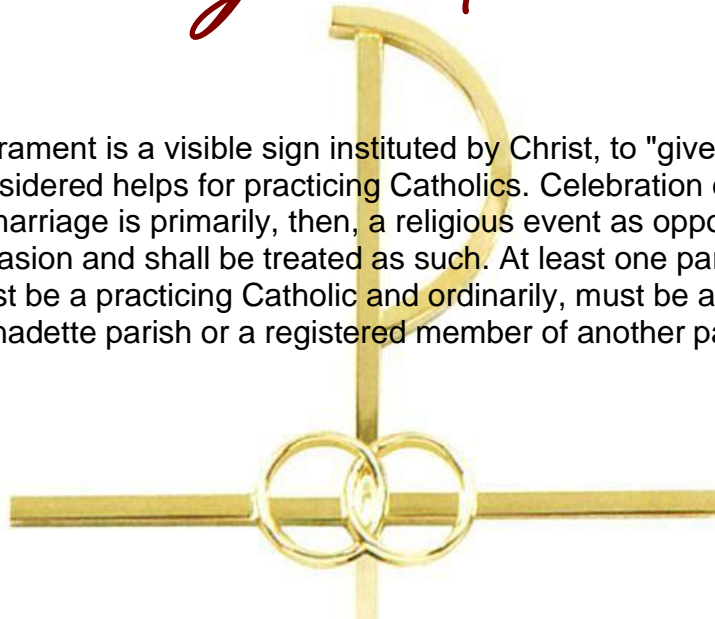 rament is a visible sign instituted by Christ, to "give
sidered helps for practicing Catholics. Celebration
marriage is primarily, then, a religious event as oppo
asion and shall be treated as such. At least one par
st be a practicing Catholic and ordinarily, must be a
nadette parish or a registered member of another pa